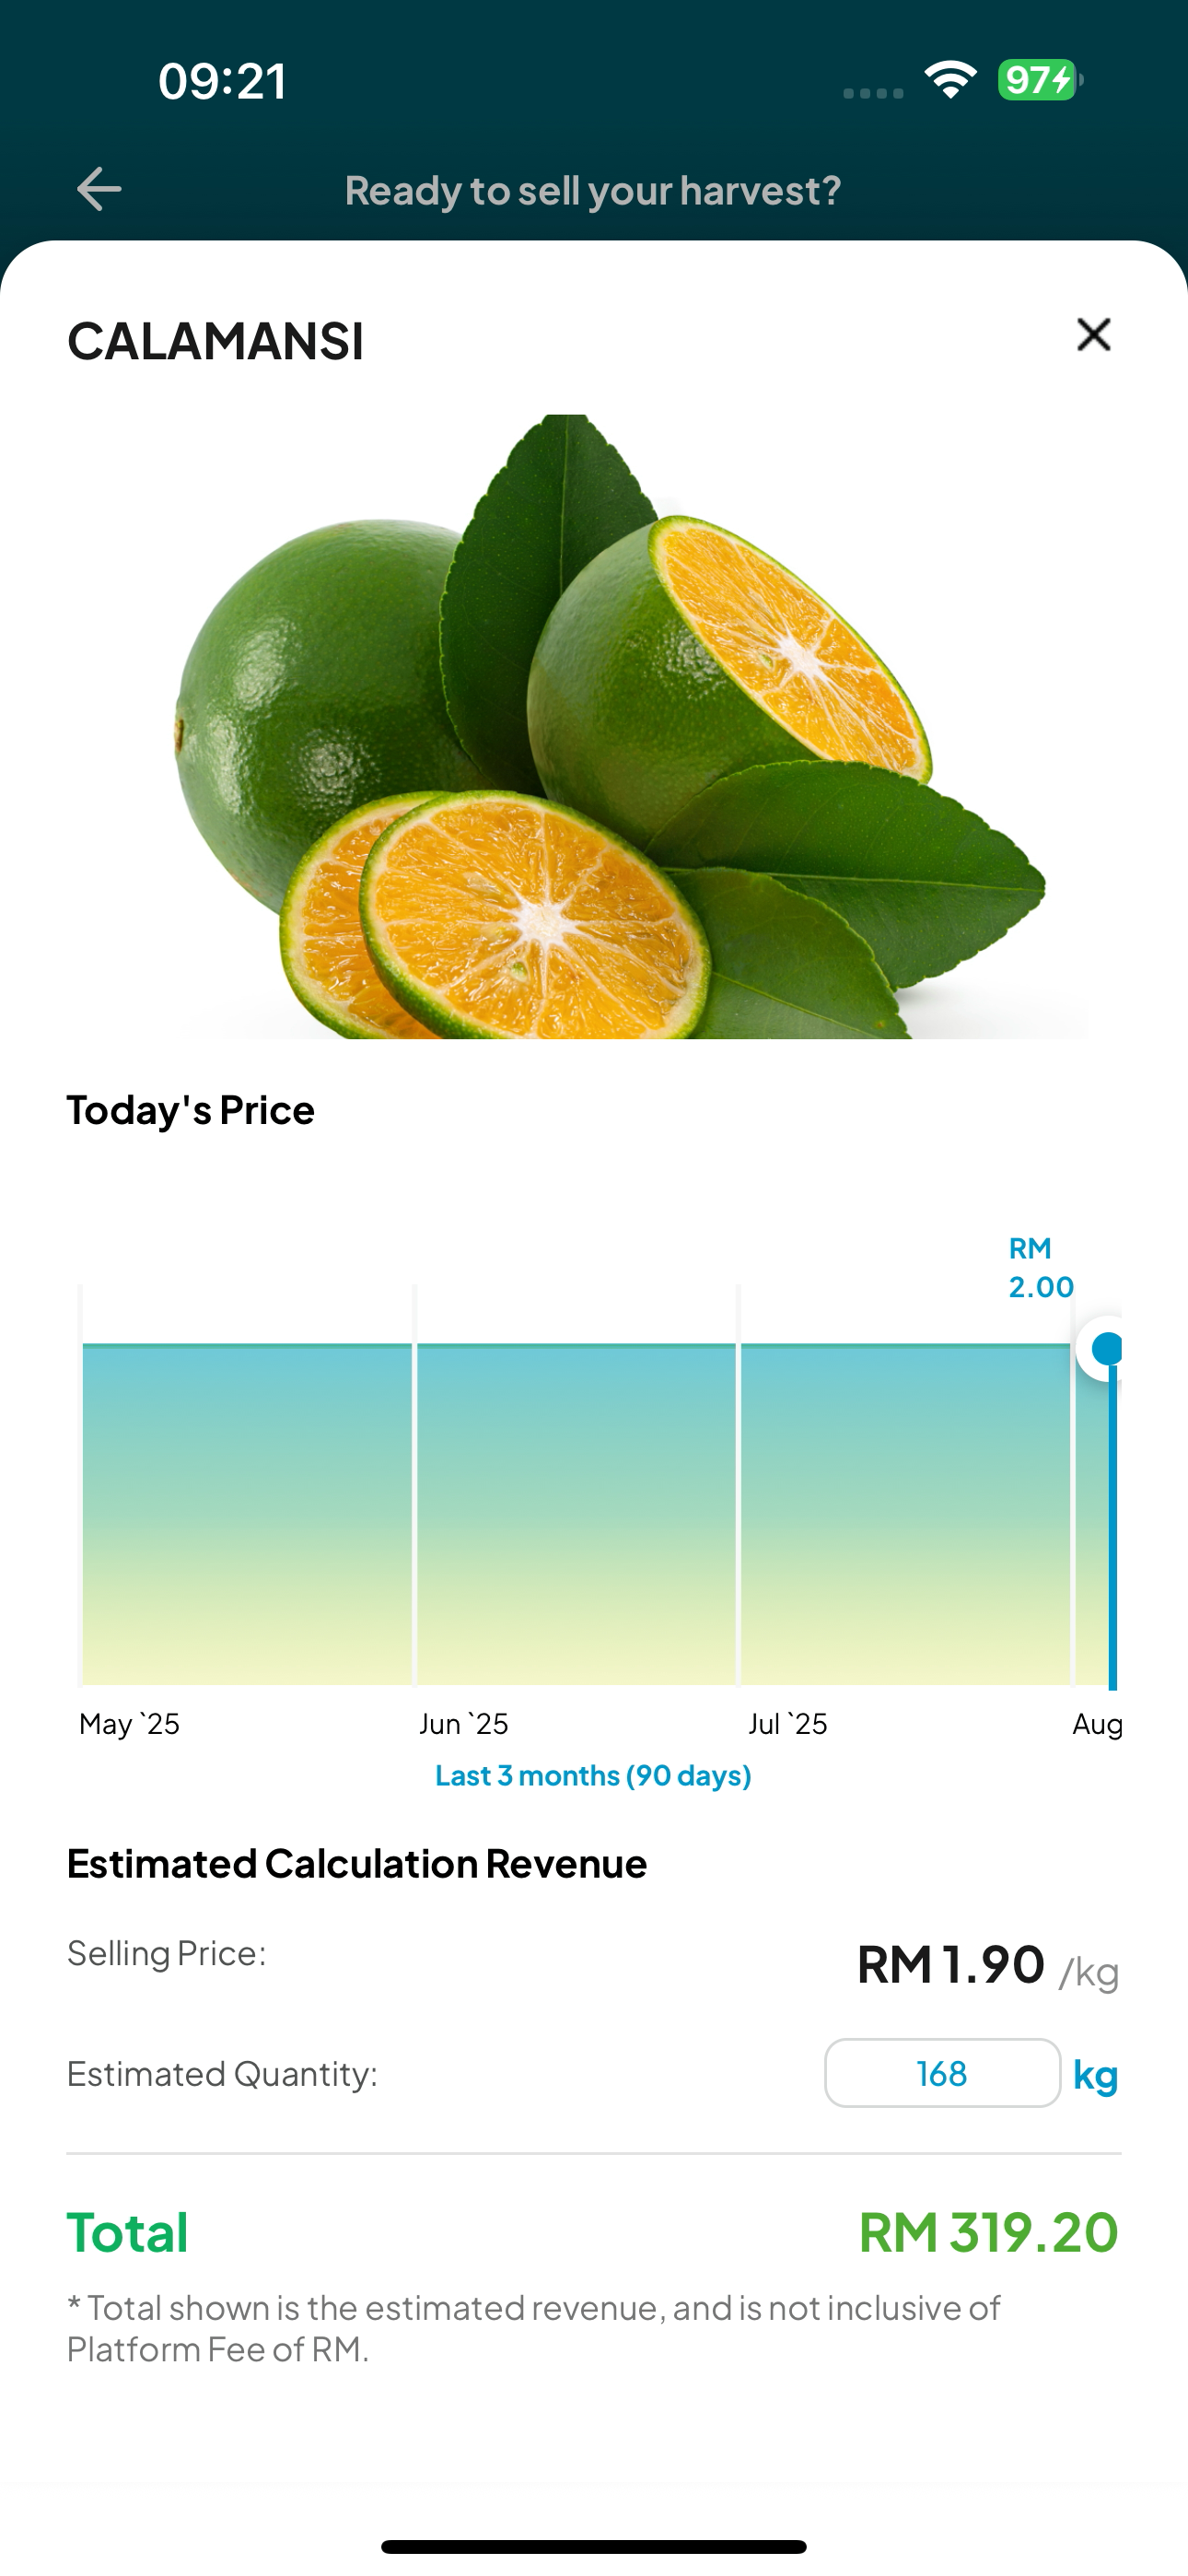 09:21
97
Ready to sell your harvest?
CALAMANSI
Today's Price
RM
2.00
May `25
Jun `25
Jul `25
Aug
Last 3 months (90 days)
Estimated Calculation Revenue
Selling Price:
RM 1.90 /kg
Estimated Quantity:
168 kg
Total
RM 319.20
* Total shown is the estimated revenue, and is not inclusive of
Platform Fee of RM.